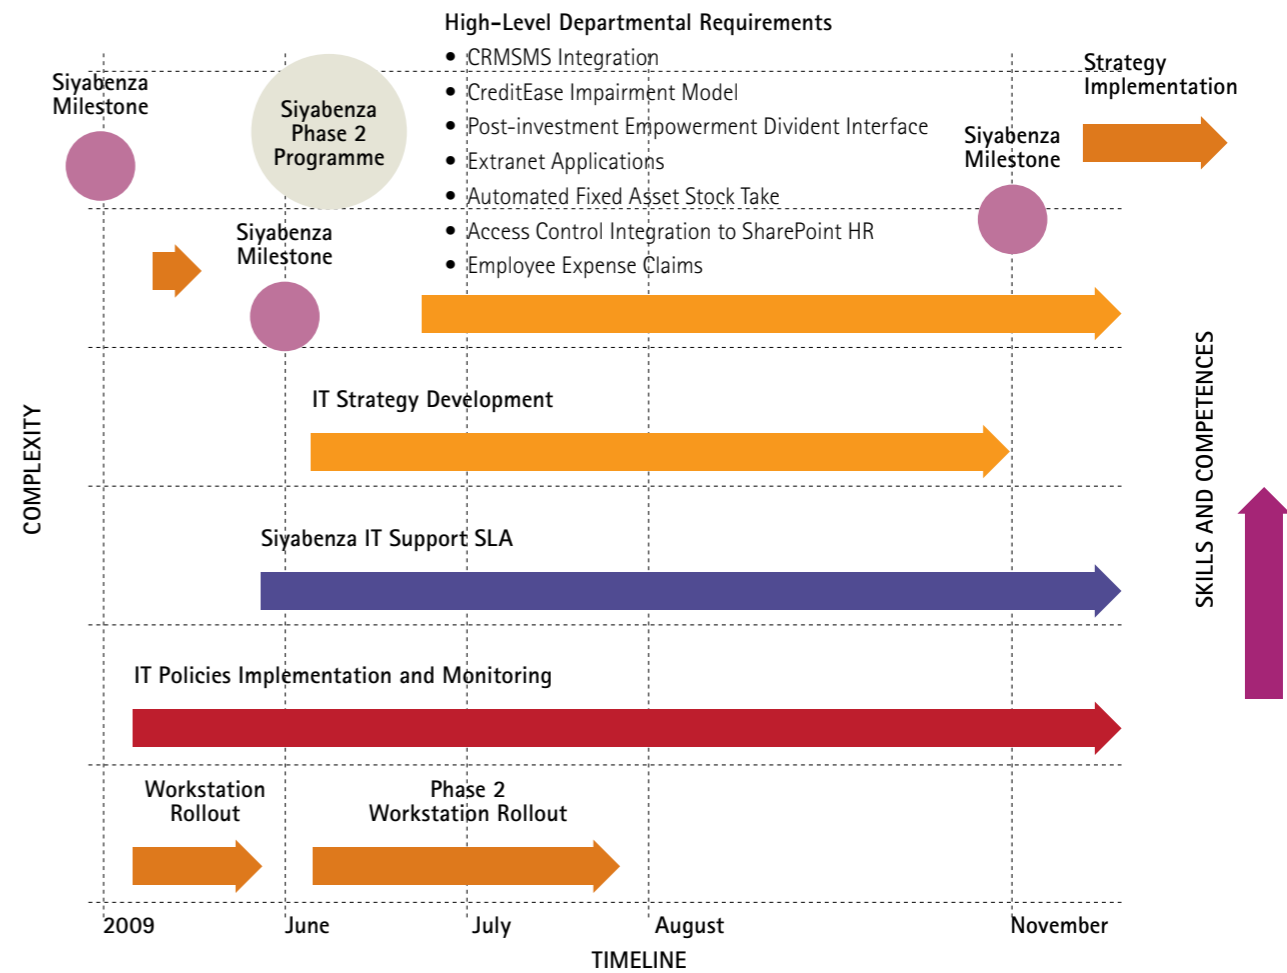 High-Level Departmental Requirements
• CRMSMS Integration
• CreditEase Impairment Model
• Post-investment Empowerment Divident Interface
• Extranet Applications
• Automated Fixed Asset Stock Take
• Access Control Integration to SharePoint HR
• Employee Expense Claims
Siyabenza
Milestone
Siyabenza
Phase 2
Programme
Siyabenza
Milestone
Siyabenza
Milestone
Strategy
Implementation
IT Strategy Development
Siyabenza IT Support SLA
IT Policies Implementation and Monitoring
Workstation
Rollout
Phase 2
Workstation Rollout
COMPLEXITY
SKILLS AND COMPETENCES
2009
June
July
August
November
TIMELINE